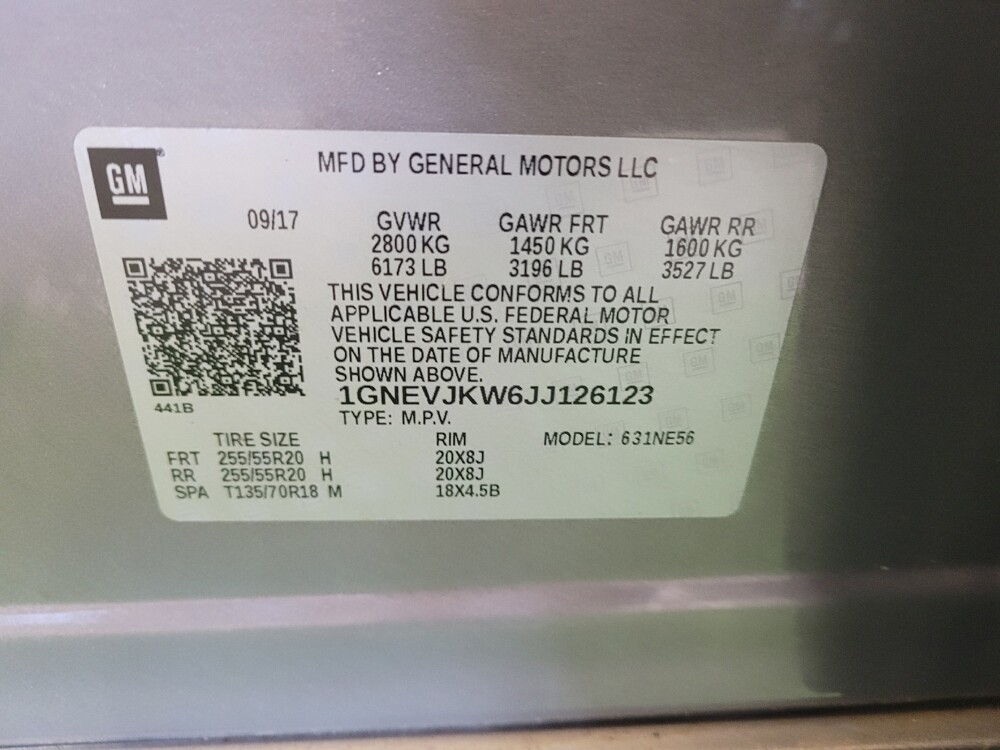 GM
MFD BY GENERAL MOTORS LLC
09/17 GVWR GAWR FRT GAWR RR
2800 KG 1450 KG 1600 KG
6173 LB 3196 LB 3527 LB
THIS VEHICLE CONFORMS TO ALL
APPLICABLE U.S. FEDERAL MOTOR
VEHICLE SAFETY STANDARDS IN EFFECT
ON THE DATE OF MANUFACTURE
SHOWN ABOVE.
1GNEVJKW6JJ126123
441B
TYPE: M.P.V.
TIRE SIZE RIM MODEL: 631NE56
FRT 255/55R20 H 20X8J
RR 255/55R20 H 20X8J
SPA T135/70R18 M 18X4.5B